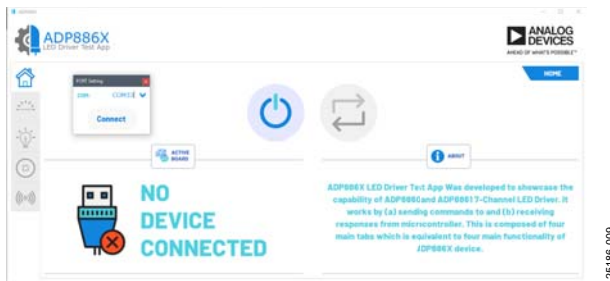 ADP886X
LED Driver Test App
ANALOG
DEVICES
AHEAD OF WHAT'S POSSIBLE™
HOME
PORT Setting
com
Connect
ACTIVE
BOARD
ABOUT
NO
DEVICE
CONNECTED
ADP886X LED Driver Test App Was developed to showcase the
capability of ADP8860and ADP8861 7-Channel LED Driver. It
works by (a) sending commands to and (b) receiving
responses from microcontroller. This is composed of four
main tabs which is equivalent to four main functionality of
ADP886X device.